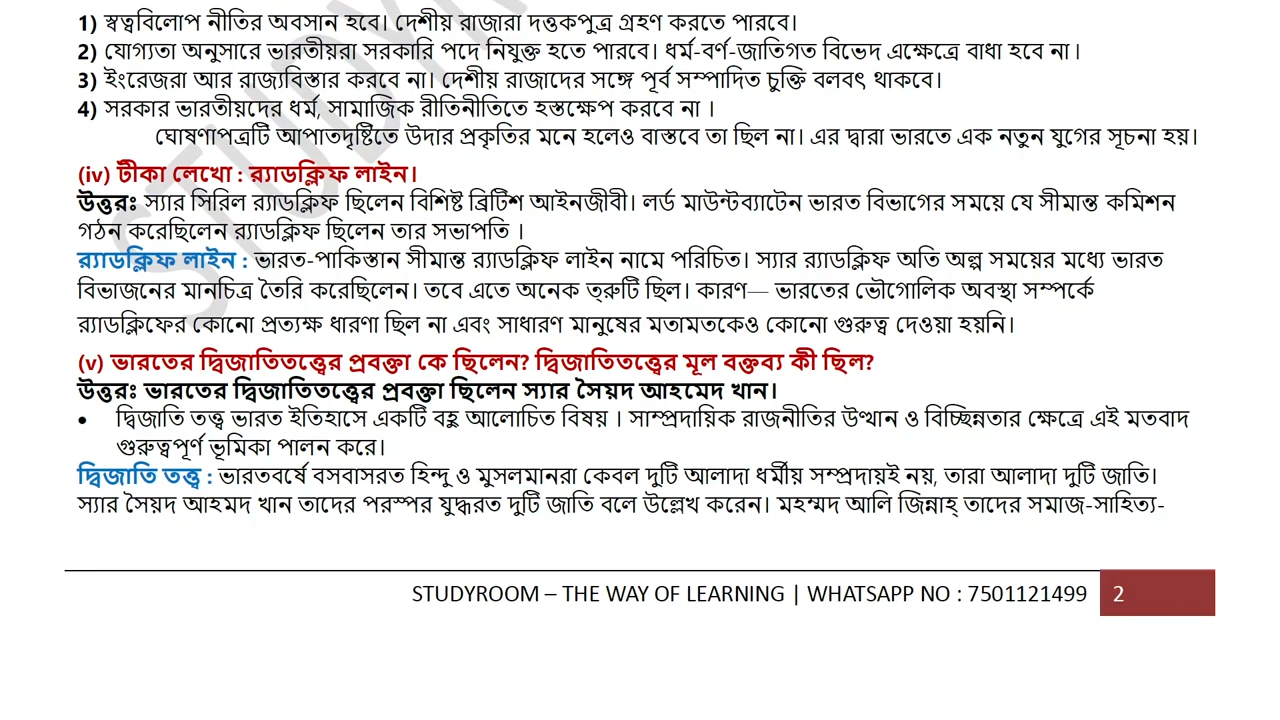 1) স্বত্ববিলোপ নীতির অবসান হবে। দেশীয় রাজারা দত্তকপুত্র গ্রহণ করতে পারবে।
2) যোগ্যতা অনুসারে ভারতীয়রা সরকারি পদে নিযুক্ত হতে পারবে। ধর্ম-বর্ণ-জাতিগত বিভেদ এক্ষেত্রে বাধা হবে না।
3) ইংরেজরা আর রাজ্যবিস্তার করবে না। দেশীয় রাজাদের সঙ্গে পূর্ব সম্পাদিত চুক্তি বলবৎ থাকবে।
4) সরকার ভারতীয়দের ধর্ম, সামাজিক রীতিনীতিতে হস্তক্ষেপ করবে না ।
ঘোষণাপত্রটি আপাতদৃষ্টিতে উদার প্রকৃতির মনে হলেও বাস্তবে তা ছিল না। এর দ্বারা ভারতে এক নতুন যুগের সূচনা হয়।
(iv) টীকা লেখো : র‍্যাডক্লিফ লাইন।
উত্তরঃ স্যার সিরিল র‍্যাডক্লিফ ছিলেন বিশিষ্ট ব্রিটিশ আইনজীবী। লর্ড মাউন্টব্যাটেন ভারত বিভাগের সময়ে যে সীমান্ত কমিশন
গঠন করেছিলেন র‍্যাডক্লিফ ছিলেন তার সভাপতি ।
র‍্যাডক্লিফ লাইন : ভারত-পাকিস্তান সীমান্ত র‍্যাডক্লিফ লাইন নামে পরিচিত। স্যার র‍্যাডক্লিফ অতি অল্প সময়ের মধ্যে ভারত
বিভাজনের মানচিত্র তৈরি করেছিলেন। তবে এতে অনেক ত্রুটি ছিল। কারণ— ভারতের ভৌগোলিক অবস্থা সম্পর্কে
র‍্যাডক্লিফের কোনো প্রত্যক্ষ ধারণা ছিল না এবং সাধারণ মানুষের মতামতকেও কোনো গুরুত্ব দেওয়া হয়নি।
(v) ভারতের দ্বিজাতিতত্ত্বের প্রবক্তা কে ছিলেন? দ্বিজাতিতত্ত্বের মূল বক্তব্য কী ছিল?
উত্তরঃ ভারতের দ্বিজাতিতত্ত্বের প্রবক্তা ছিলেন স্যার সৈয়দ আহমেদ খান।
• দ্বিজাতি তত্ত্ব ভারত ইতিহাসে একটি বহু আলোচিত বিষয় । সাম্প্রদায়িক রাজনীতির উত্থান ও বিচ্ছিন্নতার ক্ষেত্রে এই মতবাদ
গুরুত্বপূর্ণ ভূমিকা পালন করে।
দ্বিজাতি তত্ত্ব : ভারতবর্ষে বসবাসরত হিন্দু ও মুসলমানরা কেবল দুটি আলাদা ধর্মীয় সম্প্রদায়ই নয়, তারা আলাদা দুটি জাতি।
স্যার সৈয়দ আহমদ খান তাদের পরস্পর যুদ্ধরত দুটি জাতি বলে উল্লেখ করেন। মহম্মদ আলি জিন্নাহ্ তাদের সমাজ-সাহিত্য-
STUDYROOM – THE WAY OF LEARNING | WHATSAPP NO : 7501121499 2